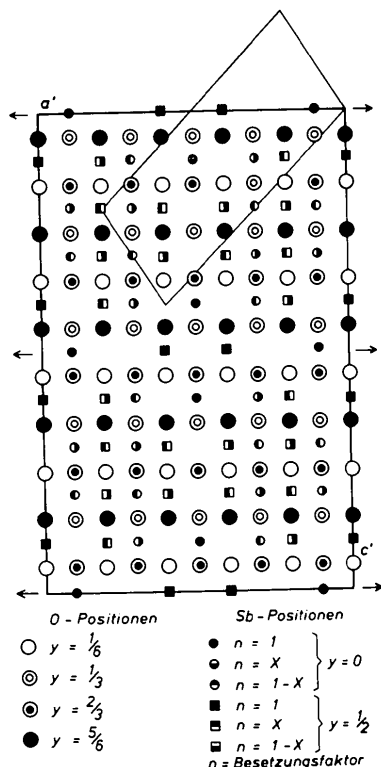 a'
c'
O - Positionen
y = 1/6
y = 1/3
y = 2/3
y = 5/6
Sb - Positionen
n = 1
n = X
n = 1-X
y = 0
n = 1
n = X
n = 1-X
y = 1/2
n = Besetzungsfaktor